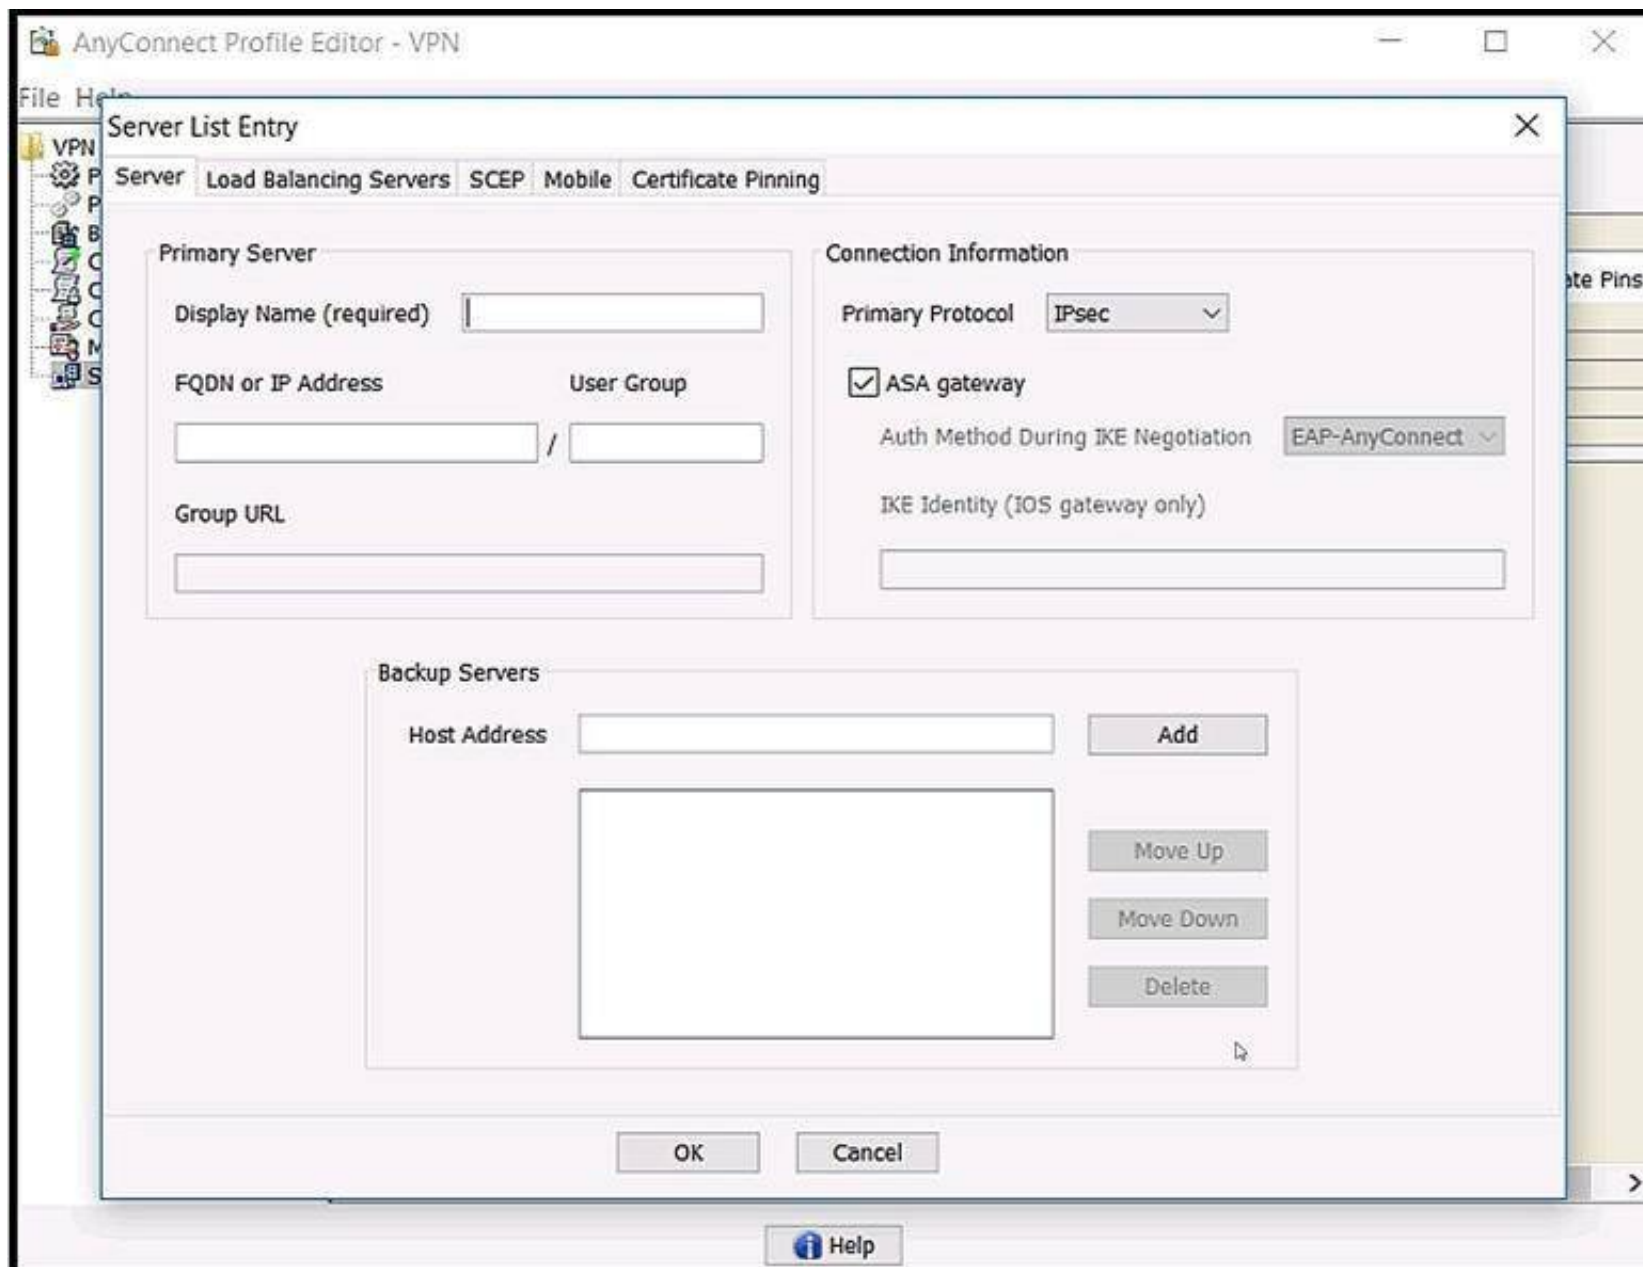 AnyConnect Profile Editor - VPN
File Help
Server List Entry
VPN
P
P
B
C
C
C
M
S
Server Load Balancing Servers SCEP Mobile Certificate Pinning
Primary Server
Display Name (required)
FQDN or IP Address User Group
/
Group URL
Connection Information
Primary Protocol IPsec
ASA gateway
Auth Method During IKE Negotiation EAP-AnyConnect
IKE Identity (IOS gateway only)
ate Pins
Backup Servers
Host Address Add
Move Up
Move Down
Delete
OK Cancel
Help